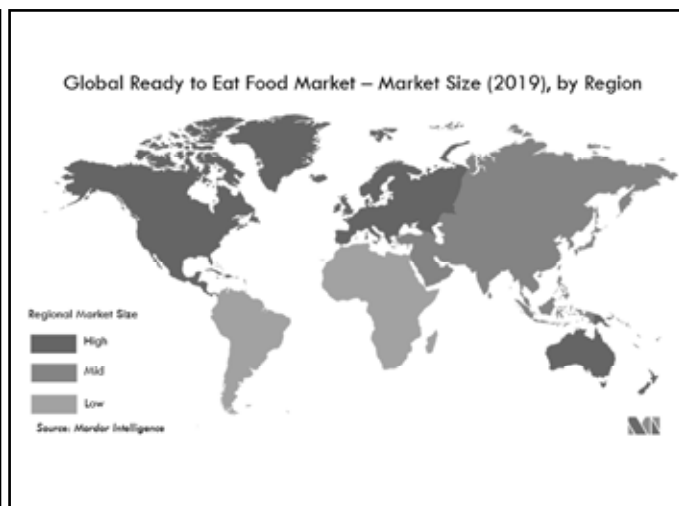 Global Ready to Eat Food Market – Market Size (2019), by Region
Regional Market Size
High
Mid
Low
Source: Mordor Intelligence